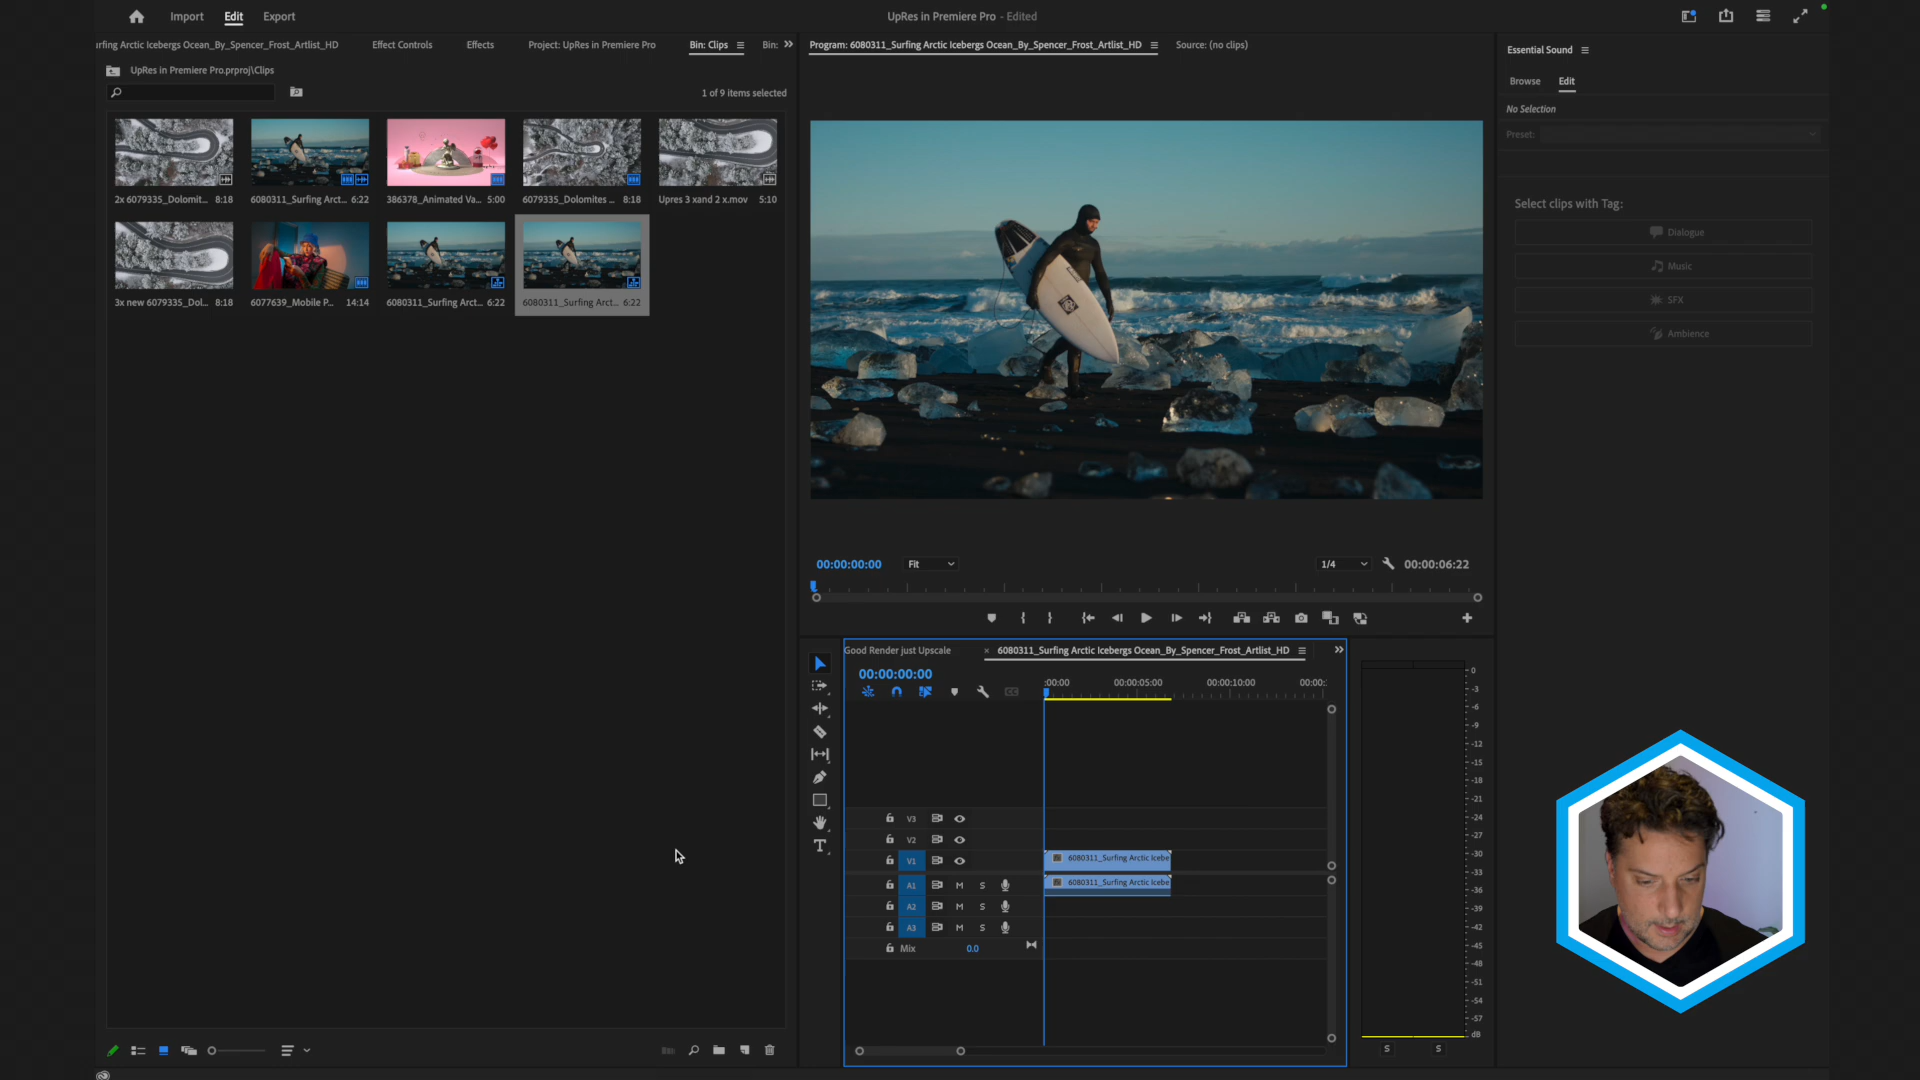 Import Edit Export
UpRes in Premiere Pro - Edited
urfing Arctic Icebergs Ocean_By_Spencer_Frost_Artlist_HD Effect Controls Effects Project: UpRes in Premiere Pro Bin: Clips Bin:
UpRes in Premiere Pro.prproj\Clips
1 of 9 items selected
2x 6079335_Dolomit... 8:18
6080311_Surfing Arct... 6:22
386378_Animated Va... 5:00
6079335_Dolomites ... 8:18
Upres 3 xand 2 x.mov 5:10
3x new 6079335_Dol... 8:18
6077639_Mobile P... 14:14
6080311_Surfing Arct... 6:22
6080311_Surfing Arct... 6:22
Program: 6080311_Surfing Arctic Icebergs Ocean_By_Spencer_Frost_Artlist_HD Source: (no clips)
00:00:00:00 Fit 1/4 00:00:06:22
Good Render just Upscale × 6080311_Surfing Arctic Icebergs Ocean_By_Spencer_Frost_Artlist_HD
00:00:00:00
:00:00 00:00:05:00 00:00:10:00 00:00:
V3
V2
V1 6080311_Surfing Arctic Icebe
A1 M S 6080311_Surfing Arctic Icebe
A2 M S
A3 M S
Mix 0.0
0
-3
-6
-9
-12
-15
-18
-21
-24
-27
-30
-33
-36
-39
-42
-45
-48
-51
-54
-57
dB
S S
Essential Sound
Browse Edit
No Selection
Preset:
Select clips with Tag:
Dialogue
Music
SFX
Ambience